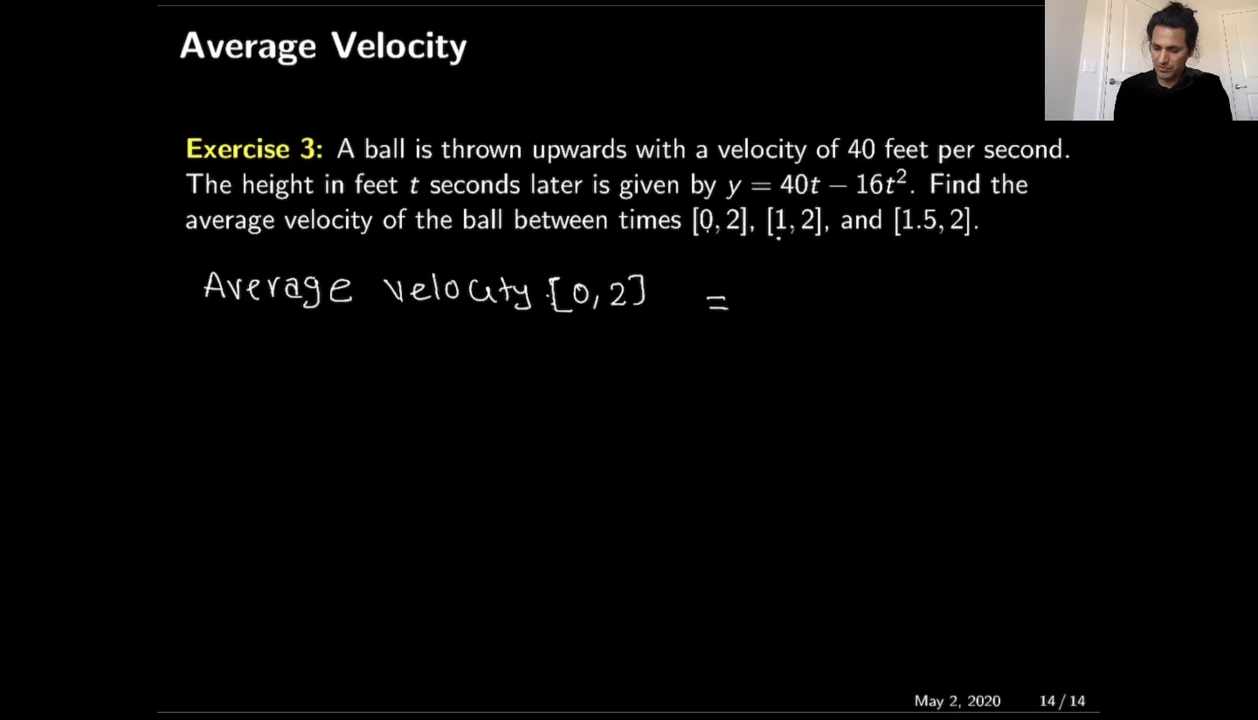 Average Velocity
Exercise 3: A ball is thrown upwards with a velocity of 40 feet per second.
The height in feet t seconds later is given by y = 40t − 16t². Find the
average velocity of the ball between times [0, 2], [1, 2], and [1.5, 2].
Average velocity [0, 2] =
May 2, 2020 14 / 14